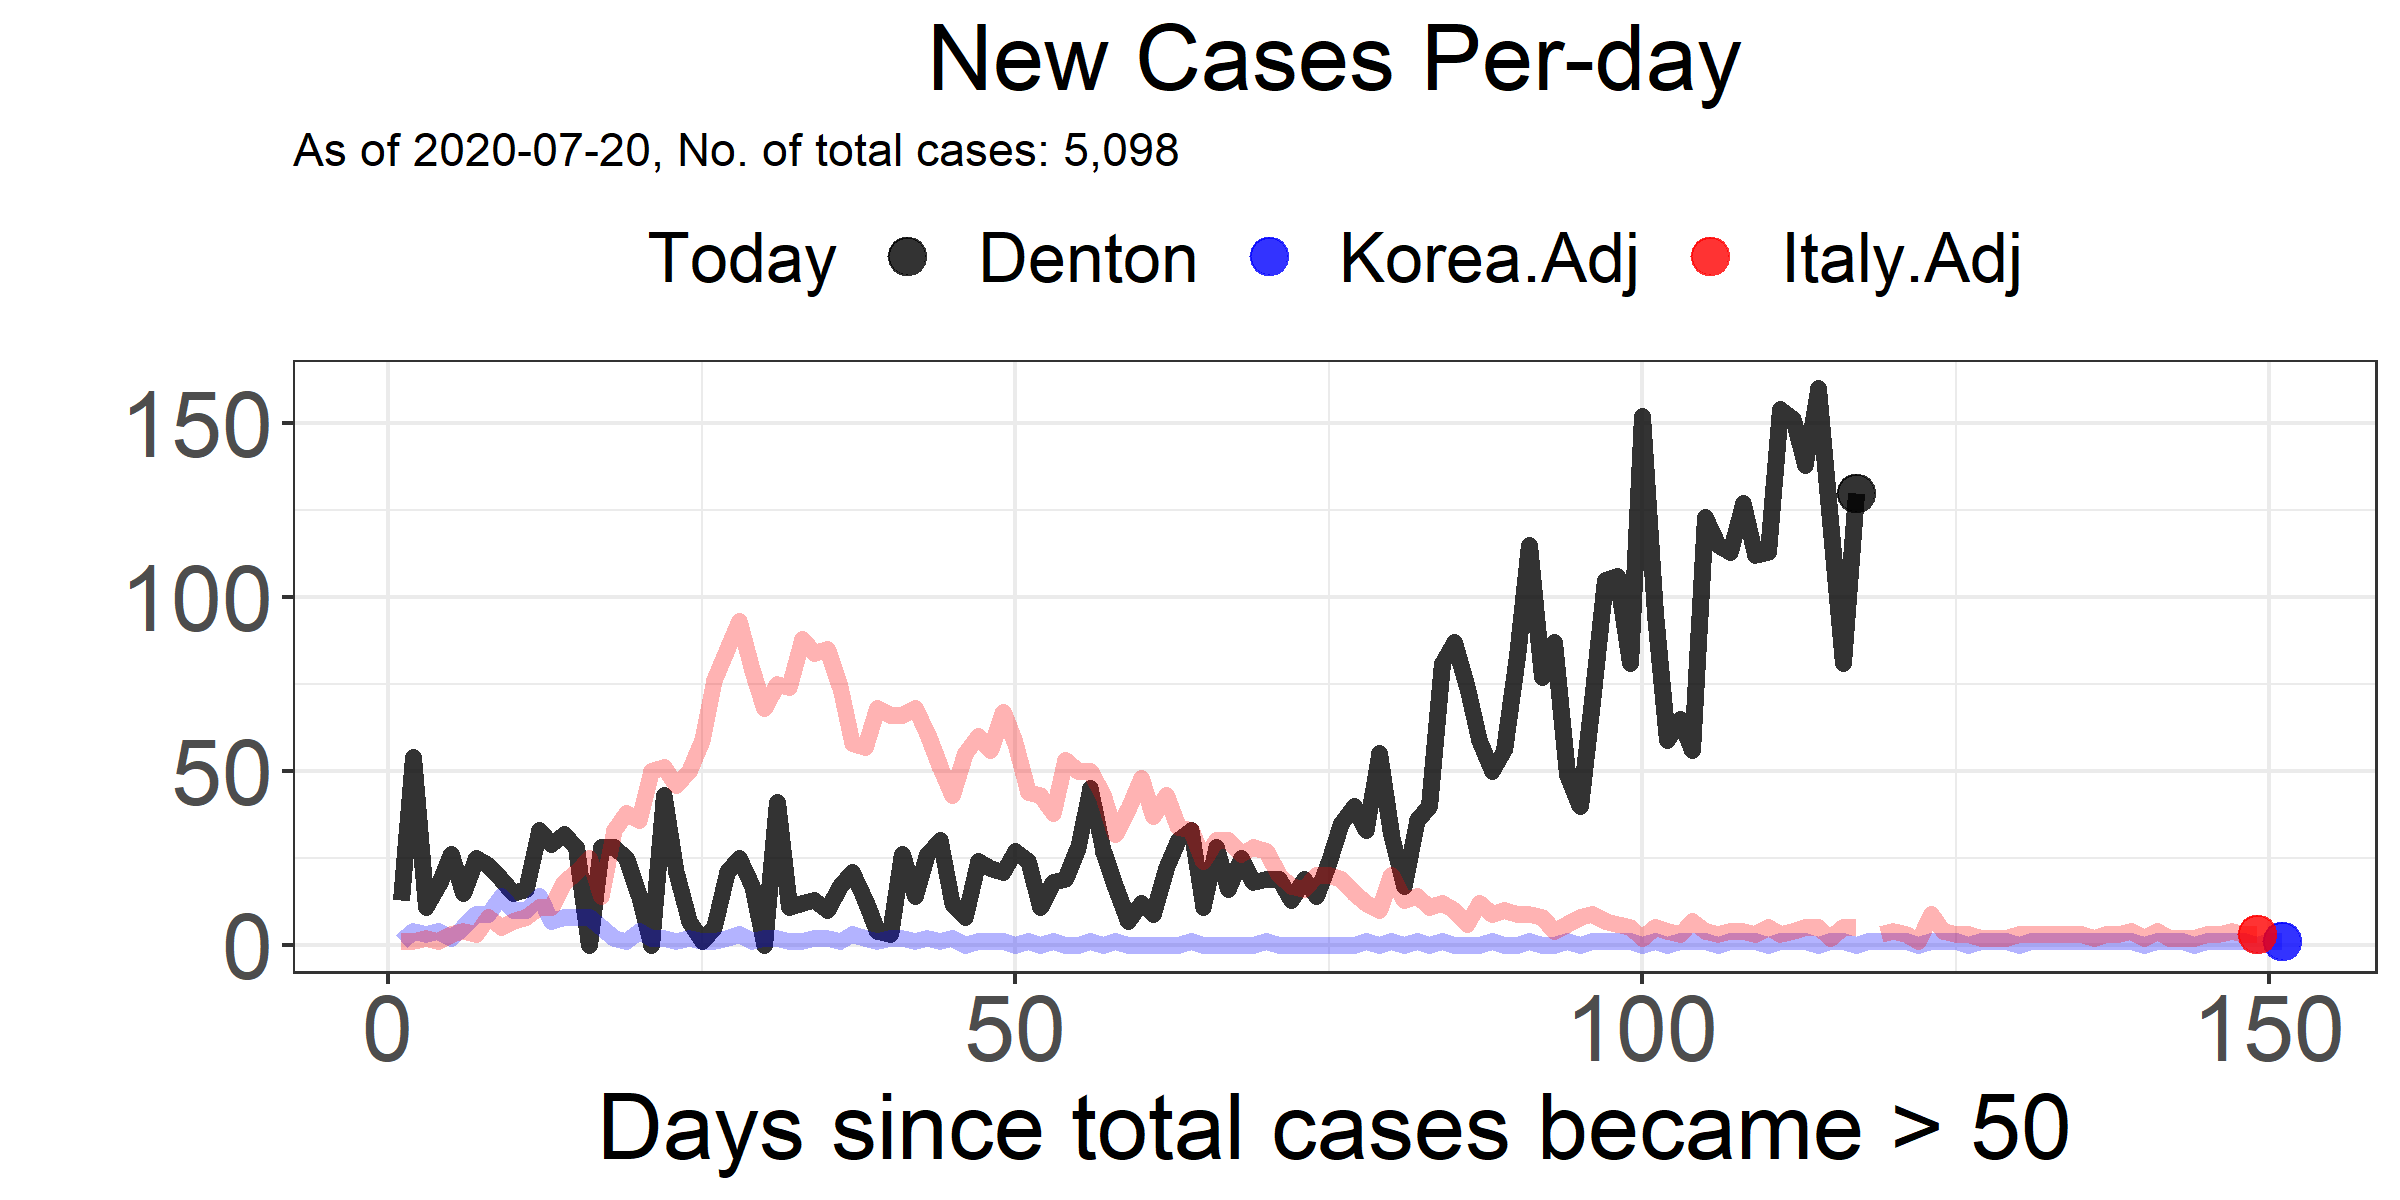 New Cases Per-day
As of 2020-07-20, No. of total cases: 5,098
Today Denton Korea.Adj Italy.Adj
150
100
50
0
0 50 100 150
Days since total cases became > 50